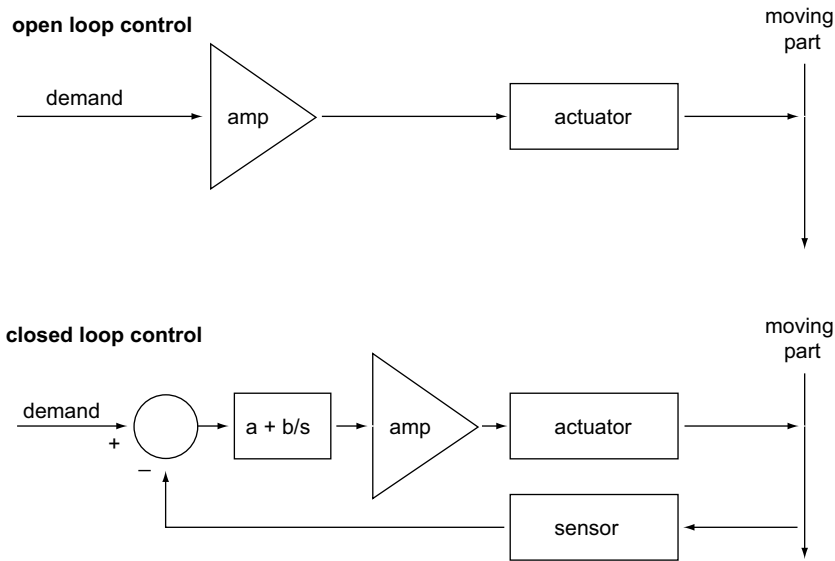 open loop control
moving
part
demand
amp
actuator
closed loop control
moving
part
demand
+
–
a + b/s
amp
actuator
sensor